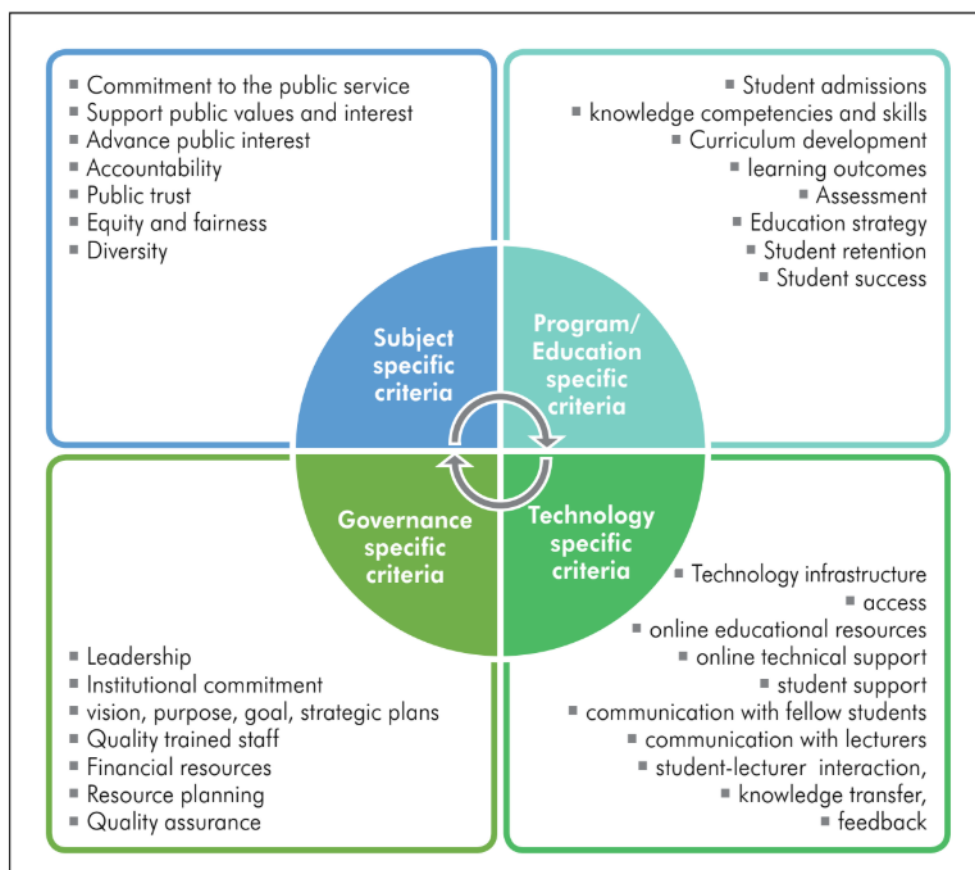 ■ Commitment to the public service
■ Support public values and interest
■ Advance public interest
■ Accountability
■ Public trust
■ Equity and fairness
■ Diversity
■ Student admissions
■ knowledge competencies and skills
■ Curriculum development
■ learning outcomes
■ Assessment
■ Education strategy
■ Student retention
■ Student success
Subject
specific
criteria
Program/
Education
specific
criteria
Governance
specific
criteria
Technology
specific
criteria
■ Leadership
■ Institutional commitment
■ vision, purpose, goal, strategic plans
■ Quality trained staff
■ Financial resources
■ Resource planning
■ Quality assurance
■ Technology infrastructure
■ access
■ online educational resources
■ online technical support
■ student support
■ communication with fellow students
■ communication with lecturers
■ student-lecturer interaction,
■ knowledge transfer,
■ feedback